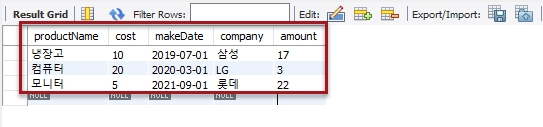 Result Grid Filter Rows: Edit: Export/Import:
productName cost makeDate company amount
냉장고 10 2019-07-01 삼성 17
컴퓨터 20 2020-03-01 LG 3
모니터 5 2021-09-01 롯데 22
NULL NULL NULL NULL NULL